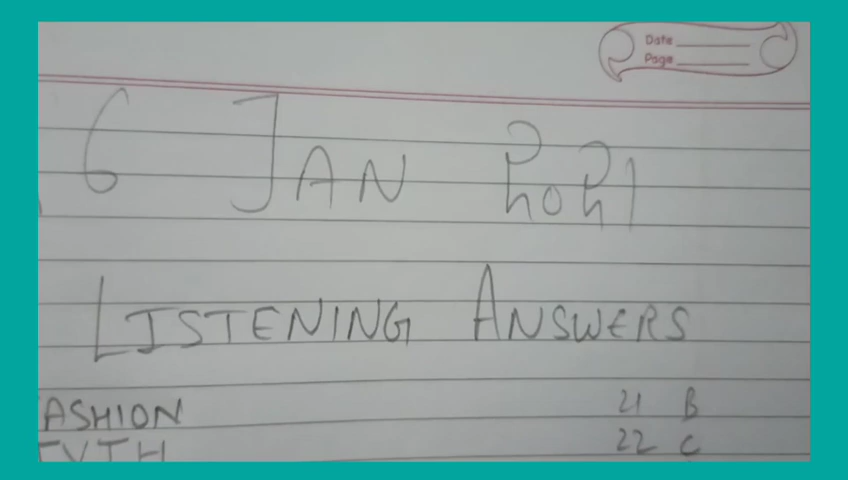 Date
Page
6 JAN 2021
LISTENING ANSWERS
ASHION 21 B
22 C